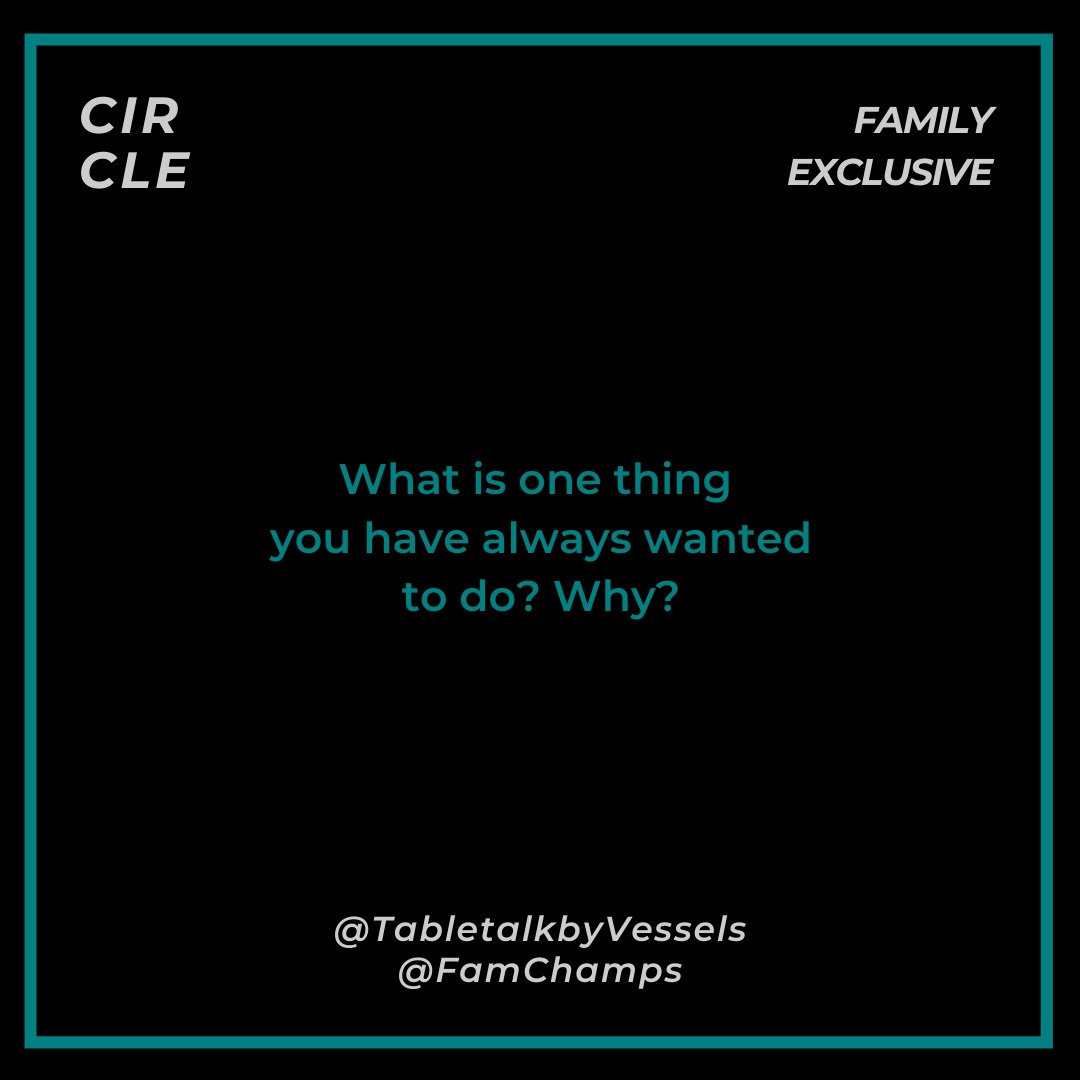 CIR
CLE
FAMILY
EXCLUSIVE
What is one thing
you have always wanted
to do? Why?
@TabletalkbyVessels
@FamChamps